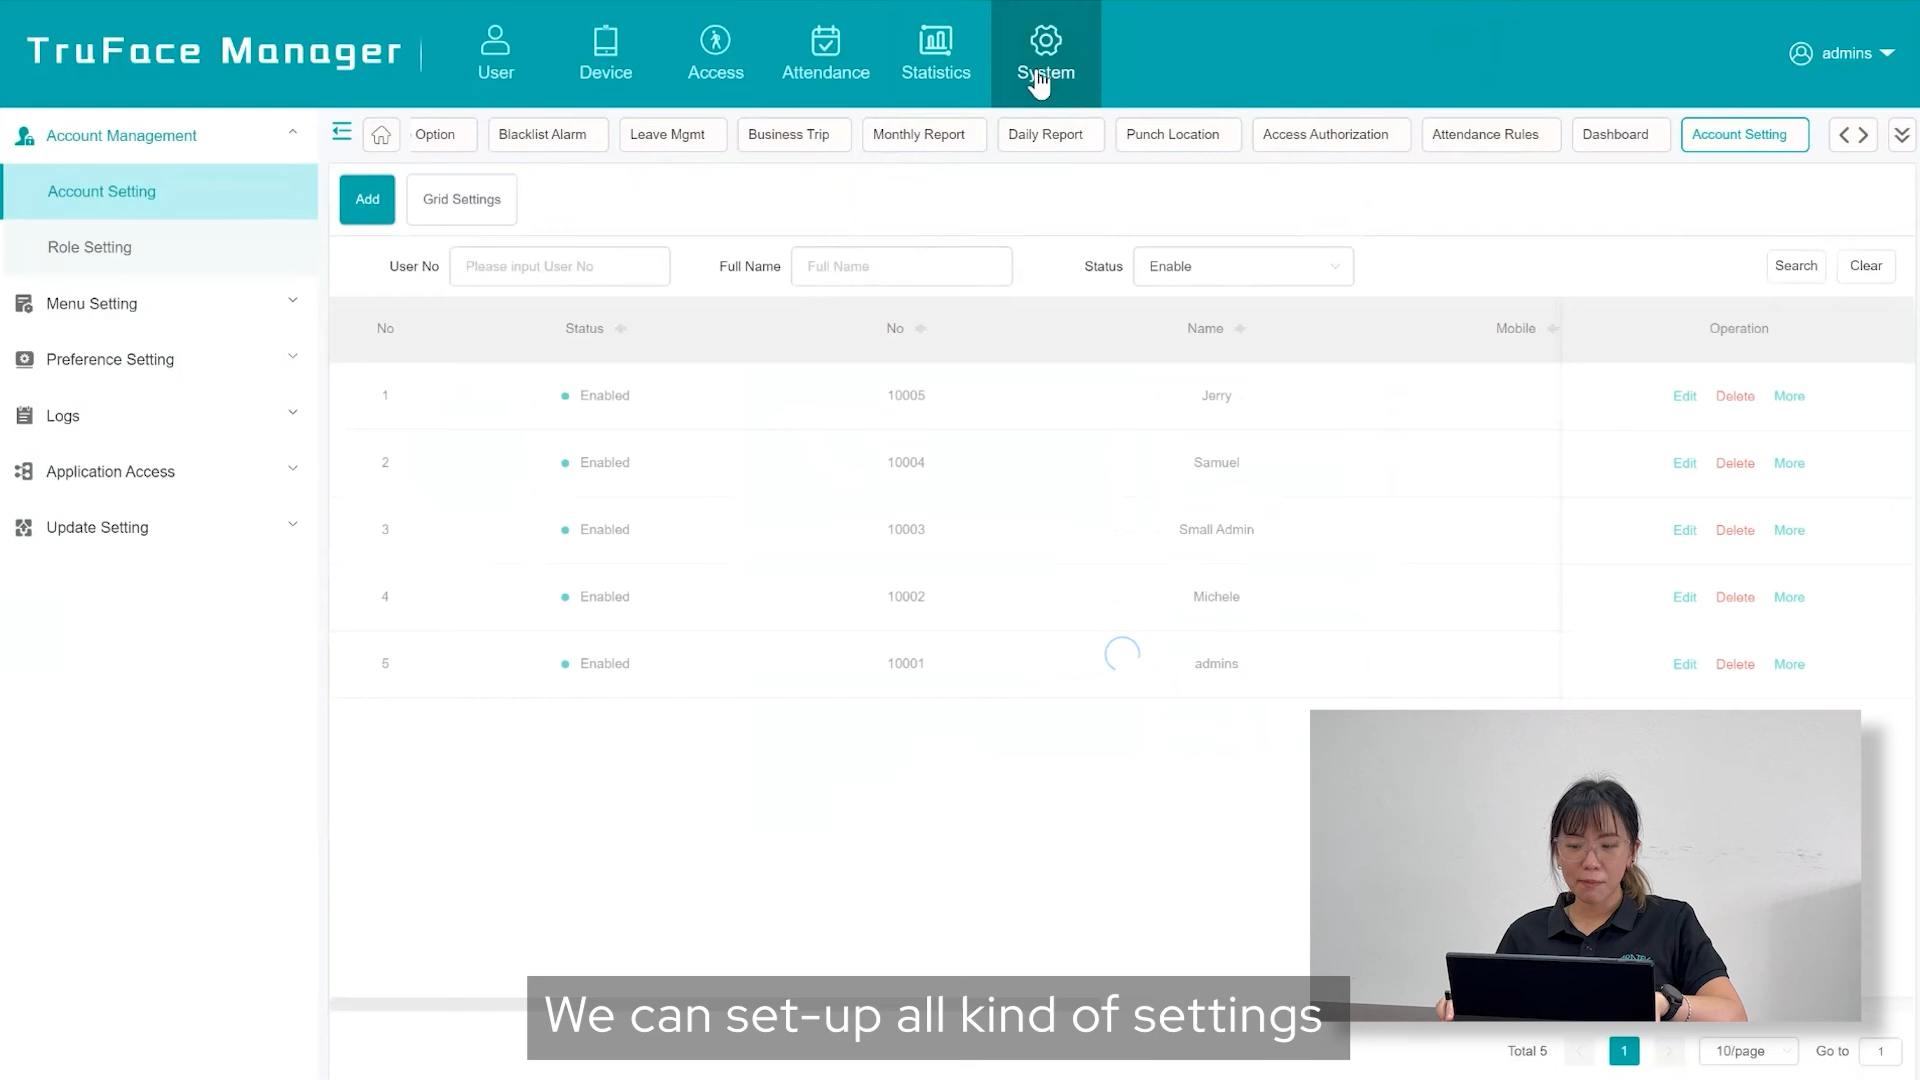 TruFace Manager
User
Device
Access
Attendance
Statistics
System
admins
Account Management
Account Setting
Role Setting
Menu Setting
Preference Setting
Logs
Application Access
Update Setting
Option
Blacklist Alarm
Leave Mgmt
Business Trip
Monthly Report
Daily Report
Punch Location
Access Authorization
Attendance Rules
Dashboard
Account Setting
Add
Grid Settings
User No
Please input User No
Full Name
Full Name
Status
Enable
Search
Clear
No Status No Name Mobile Operation
1 Enabled 10005 Jerry Edit Delete More
2 Enabled 10004 Samuel Edit Delete More
3 Enabled 10003 Small Admin Edit Delete More
4 Enabled 10002 Michele Edit Delete More
5 Enabled 10001 admins Edit Delete More
We can set-up all kind of settings
Total 5
1
10/page
Go to
1